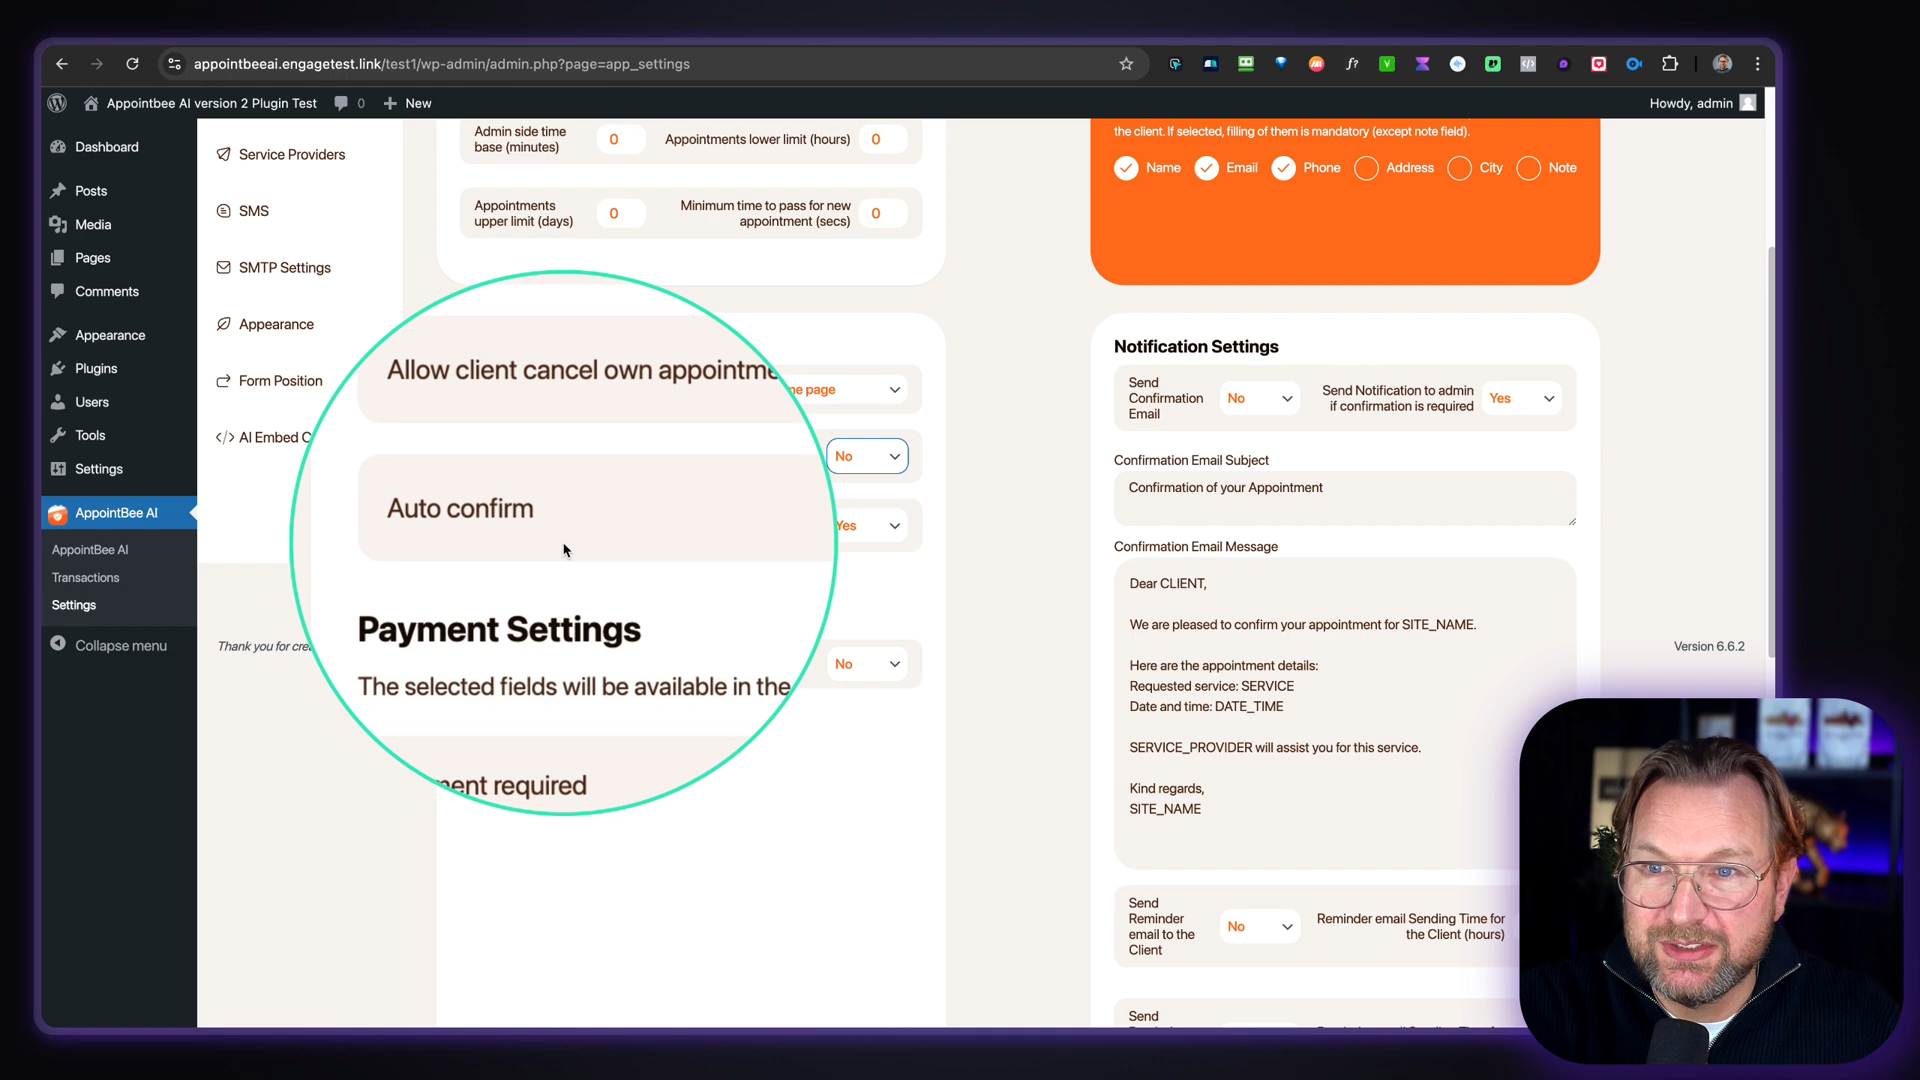 appointbeeai.engagetest.link/test1/wp-admin/admin.php?page=app_settings
Appointbee AI version 2 Plugin Test
0
New
Howdy, admin
Dashboard
Posts
Media
Pages
Comments
Appearance
Plugins
Users
Tools
Settings
AppointBee AI
AppointBee AI
Transactions
Settings
Collapse menu
Service Providers
SMS
SMTP Settings
Appearance
Form Position
AI Embed C
Thank you for cre
Admin side time
base (minutes)
0
Appointments lower limit (hours)
0
Appointments
upper limit (days)
0
Minimum time to pass for new
appointment (secs)
0
Allow client cancel own appointme
me page
No
Auto confirm
Yes
Payment Settings
The selected fields will be available in the
ment required
No
the client. If selected, filling of them is mandatory (except note field).
Name
Email
Phone
Address
City
Note
Notification Settings
Send
Confirmation
Email
No
Send Notification to admin
if confirmation is required
Yes
Confirmation Email Subject
Confirmation of your Appointment
Confirmation Email Message
Dear CLIENT,
We are pleased to confirm your appointment for SITE_NAME.
Here are the appointment details:
Requested service: SERVICE
Date and time: DATE_TIME
SERVICE_PROVIDER will assist you for this service.
Kind regards,
SITE_NAME
Send
Reminder
email to the
Client
No
Reminder email Sending Time for
the Client (hours)
Send
Version 6.6.2